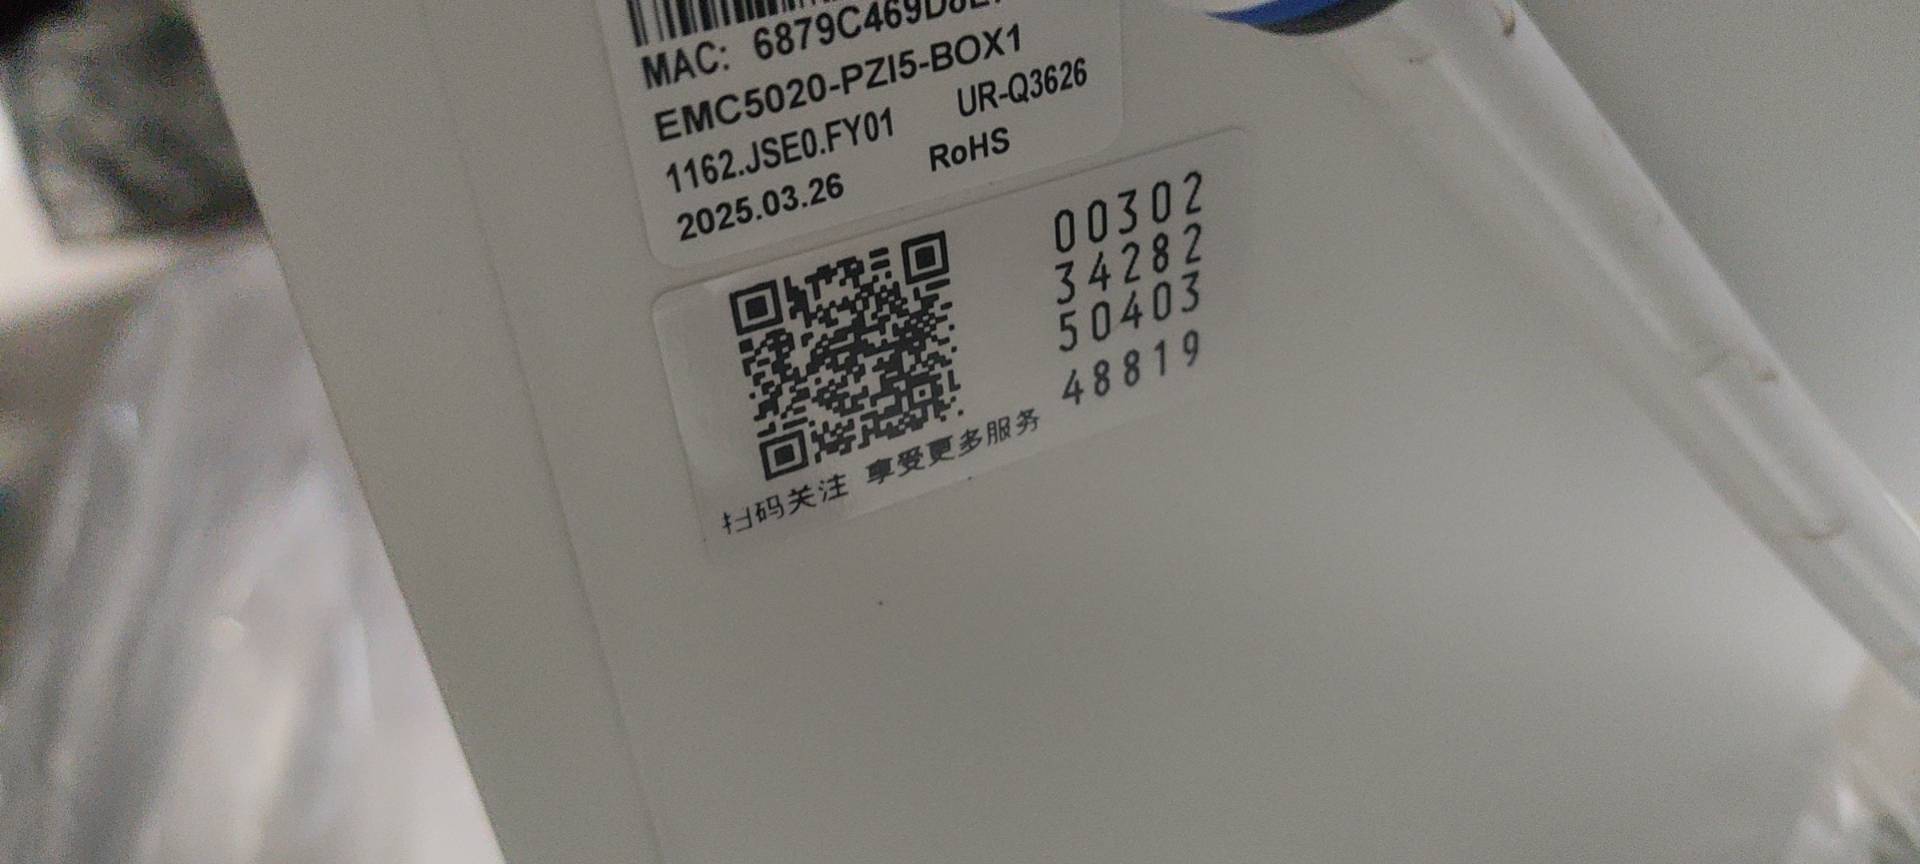 MAC: 6879C469D
EMC5020-PZI5-BOX1
1162.JSE0.FY01 UR-Q3626
2025.03.26 RoHS
00302
34282
50403
48819
扫码关注 享受更多服务